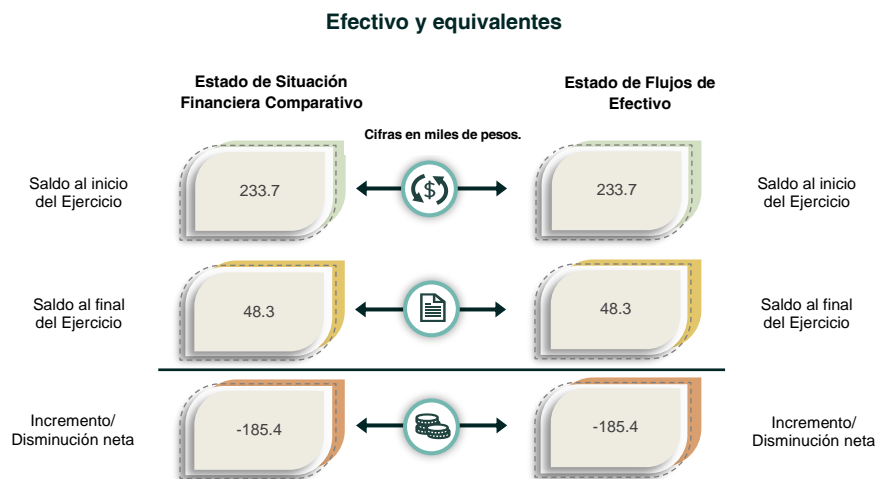 Efectivo y equivalentes
Estado de Situación
Financiera Comparativo
Estado de Flujos de
Efectivo
Cifras en miles de pesos.
Saldo al inicio
del Ejercicio
233.7
$
233.7
Saldo al inicio
del Ejercicio
Saldo al final
del Ejercicio
48.3
48.3
Saldo al final
del Ejercicio
Incremento/
Disminución neta
-185.4
-185.4
Incremento/
Disminución neta